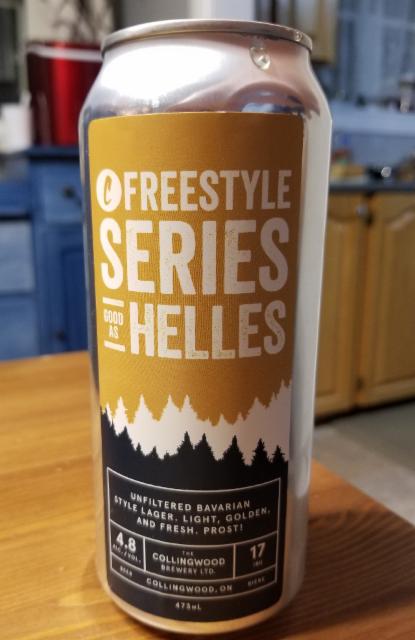 FREESTYLE
SERIES
GOOD AS HELLES
UNFILTERED BAVARIAN
STYLE LAGER. LIGHT, GOLDEN,
AND FRESH. PROST!
4.8 ALC./VOL.
THE
COLLINGWOOD
BREWERY LTD.
17 IBU
BEER COLLINGWOOD, ON BIÈRE
473mL